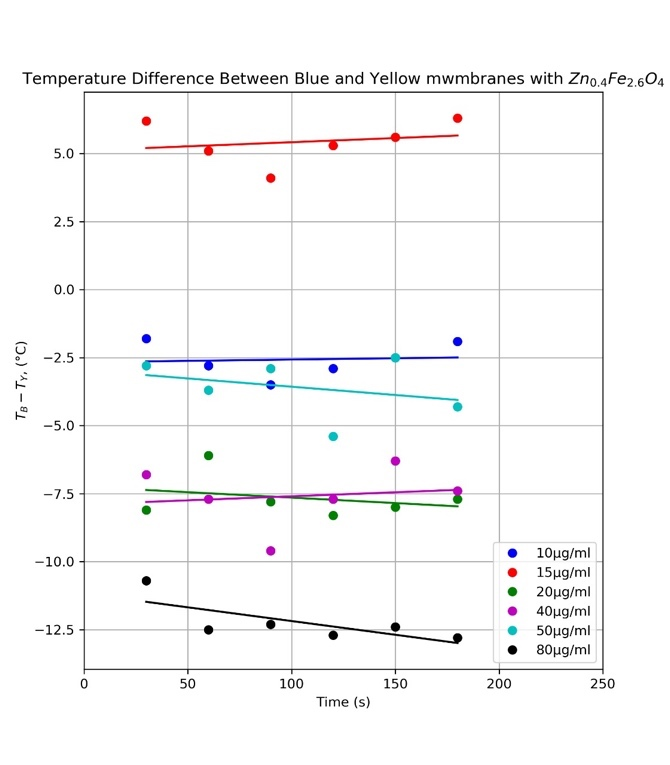 Temperature Difference Between Blue and Yellow mwmbranes with Zn₀.₄Fe₂.₆O₄
5.0
2.5
0.0
−2.5
−5.0
−7.5
−10.0
−12.5
T_B − T_Y, (°C)
10µg/ml
15µg/ml
20µg/ml
40µg/ml
50µg/ml
80µg/ml
0 50 100 150 200 250
Time (s)